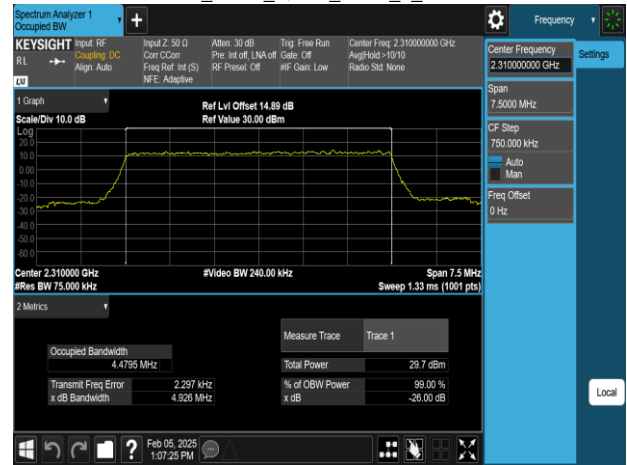 Spectrum Analyzer 1
Occupied BW
Frequency
KEYSIGHT
RL
LXI
Input: RF
Coupling: DC
Align: Auto
Input Z: 50 Ω
Corr CCorr
Freq Ref: Int (S)
NFE: Adaptive
Atten: 30 dB
Pre: Int off, LNA off
RF Presel: Off
Trig: Free Run
Gate: Off
#IF Gain: Low
Center Freq: 2.310000000 GHz
Avg|Hold:>10/10
Radio Std: None
Center Frequency
2.310000000 GHz
Settings
Span
7.5000 MHz
CF Step
750.000 kHz
Auto
Man
Freq Offset
0 Hz
Local
1 Graph
Scale/Div 10.0 dB
Ref Lvl Offset 14.89 dB
Ref Value 30.00 dBm
Log
20.0
10.0
0.00
-10.0
-20.0
-30.0
-40.0
-50.0
-60.0
Center 2.310000 GHz
#Res BW 75.000 kHz
#Video BW 240.00 kHz
Span 7.5 MHz
Sweep 1.33 ms (1001 pts)
2 Metrics
Measure Trace Trace 1
Occupied Bandwidth
4.4795 MHz
Total Power 29.7 dBm
Transmit Freq Error 2.297 kHz
% of OBW Power 99.00 %
x dB Bandwidth 4.926 MHz
x dB -26.00 dB
?
Feb 05, 2025
1:07:25 PM